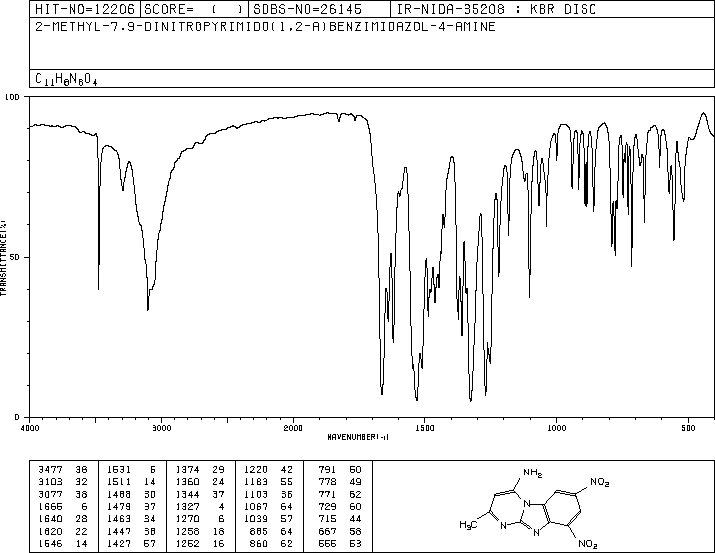 HIT-NO=12206 SCORE= ( ) SDBS-NO=26145 IR-NIDA-35208 : KBR DISC
2-METHYL-7,9-DINITROPYRIMIDO(1,2-A)BENZIMIDAZOL-4-AMINE
C11H8N6O4
100
50
0
TRANSMITTANCE(%)
4000 3000 2000 1500 1000 500
WAVENUMBER(-1)
3477 38 1531 5 1374 29 1220 42 791 50
3103 32 1511 14 1360 24 1183 55 778 49
3077 38 1488 30 1344 37 1103 36 771 52
1665 6 1479 37 1327 4 1067 64 729 60
1640 28 1463 34 1270 6 1039 57 715 44
1620 22 1447 38 1258 18 885 64 667 58
1546 14 1427 57 1252 16 860 62 555 53
NH2
NO2
H3C
N
N
N
NO2